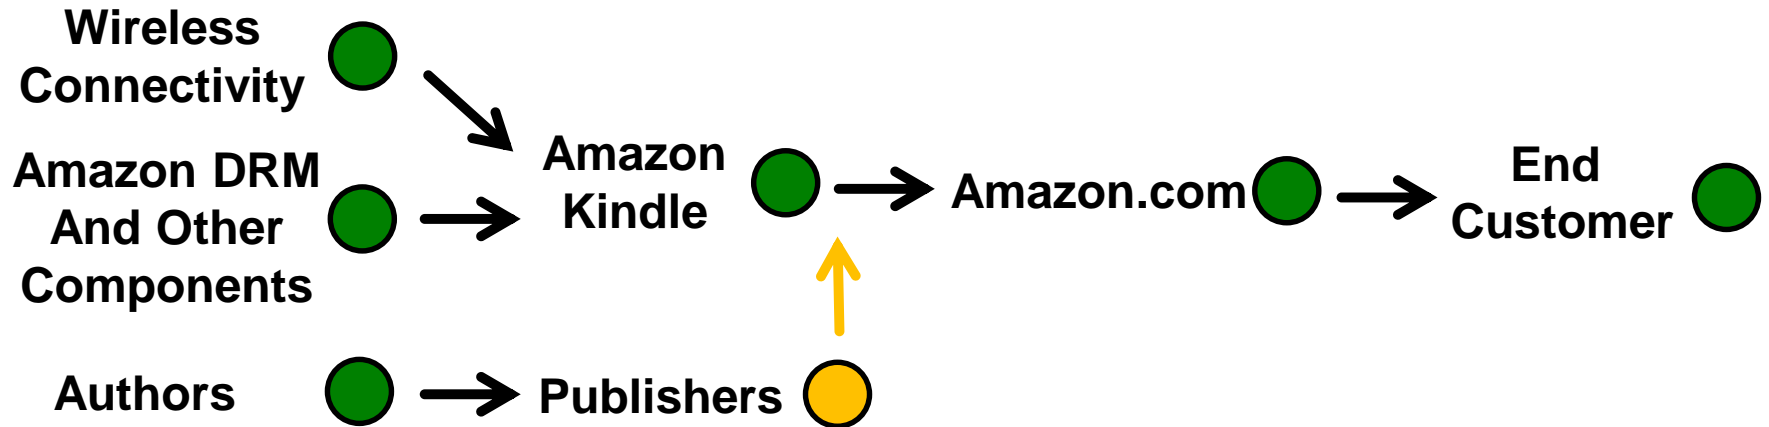 Wireless
Connectivity
Amazon DRM
And Other
Components
Amazon
Kindle
Amazon.com
End
Customer
Authors
Publishers